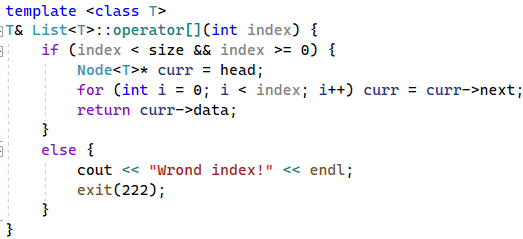 template <class T>
T& List<T>::operator[](int index) {
    if (index < size && index >= 0) {
        Node<T>* curr = head;
        for (int i = 0; i < index; i++) curr = curr->next;
        return curr->data;
    }
    else {
        cout << "Wrond index!" << endl;
        exit(222);
    }
}